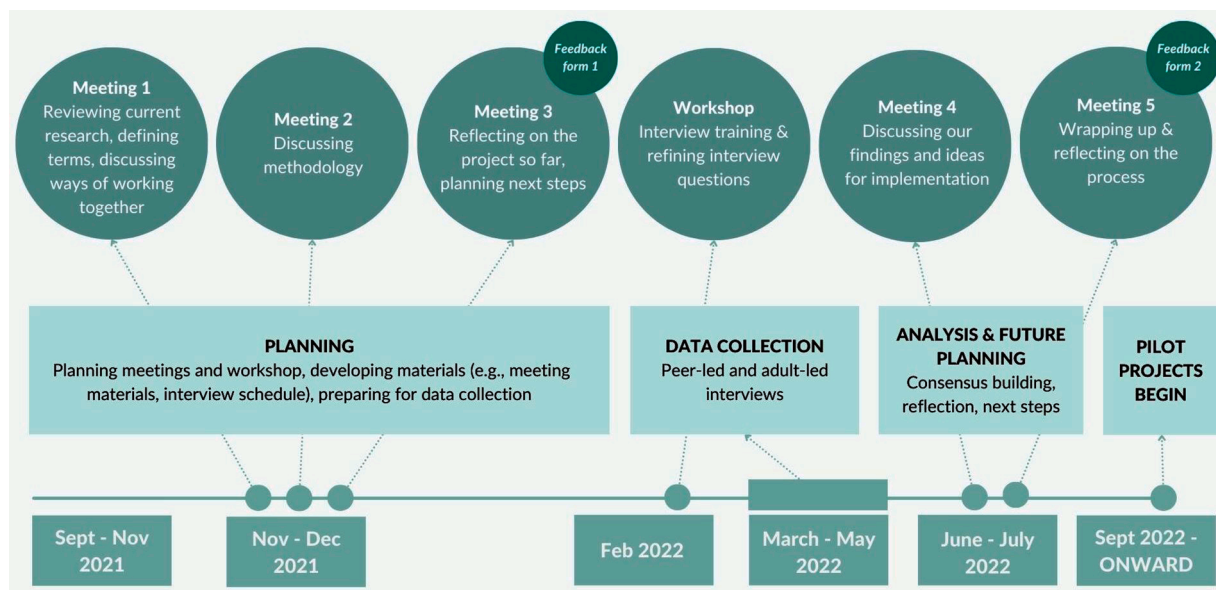 Meeting 1
Reviewing current
research, defining
terms, discussing
ways of working
together
Meeting 2
Discussing
methodology
Feedback
form 1
Meeting 3
Reflecting on the
project so far,
planning next steps
Workshop
Interview training &
refining interview
questions
Meeting 4
Discussing our
findings and ideas
for implementation
Feedback
form 2
Meeting 5
Wrapping up &
reflecting on the
process
PLANNING
Planning meetings and workshop, developing materials (e.g., meeting
materials, interview schedule), preparing for data collection
DATA COLLECTION
Peer-led and adult-led
interviews
ANALYSIS & FUTURE
PLANNING
Consensus building,
reflection, next steps
PILOT
PROJECTS
BEGIN
Sept - Nov
2021
Nov - Dec
2021
Feb 2022
March - May
2022
June - July
2022
Sept 2022 -
ONWARD